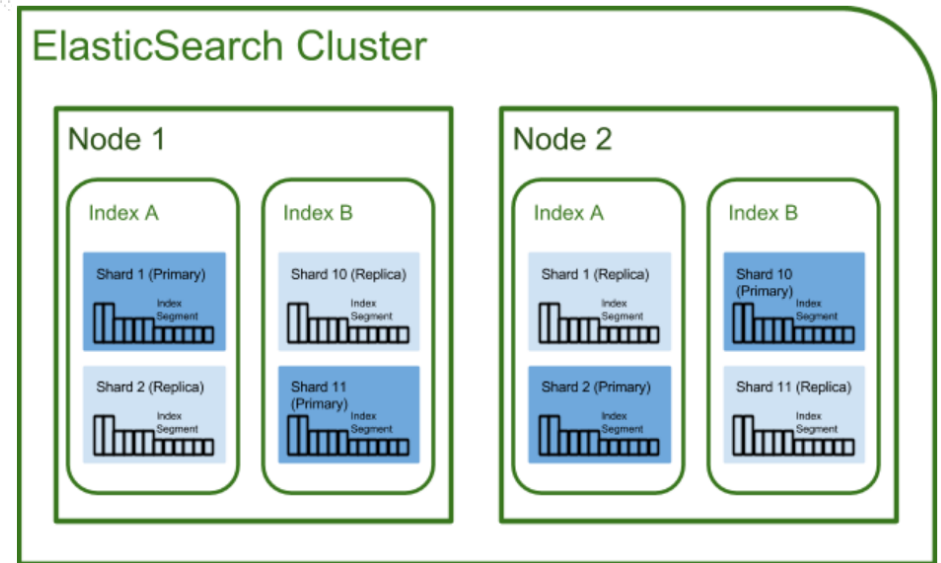 ElasticSearch Cluster
Node 1
Index A
Shard 1 (Primary)
Index
Segment
Shard 2 (Replica)
Index
Segment
Index B
Shard 10 (Replica)
Index
Segment
Shard 11
(Primary)
Index
Segment
Node 2
Index A
Shard 1 (Replica)
Index
Segment
Shard 2 (Primary)
Index
Segment
Index B
Shard 10
(Primary)
Index
Segment
Shard 11 (Replica)
Index
Segment